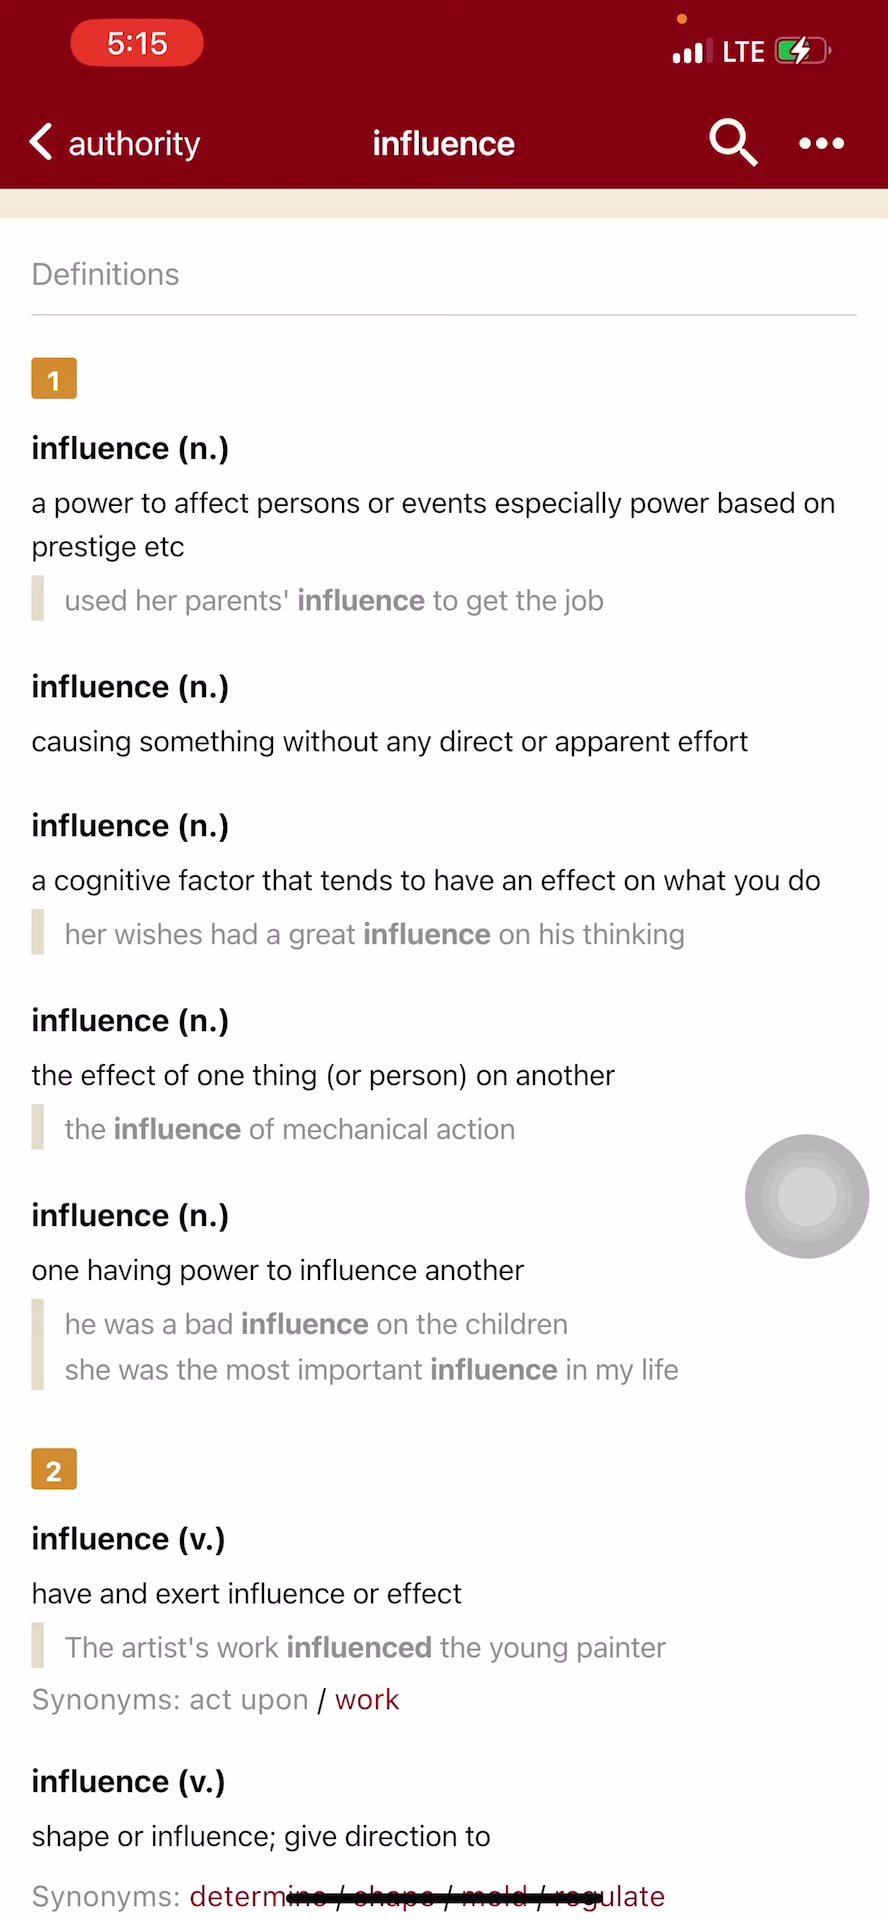 5:15
LTE
authority
influence
Definitions
1
influence (n.)
a power to affect persons or events especially power based on
prestige etc
used her parents' influence to get the job
influence (n.)
causing something without any direct or apparent effort
influence (n.)
a cognitive factor that tends to have an effect on what you do
her wishes had a great influence on his thinking
influence (n.)
the effect of one thing (or person) on another
the influence of mechanical action
influence (n.)
one having power to influence another
he was a bad influence on the children
she was the most important influence in my life
2
influence (v.)
have and exert influence or effect
The artist's work influenced the young painter
Synonyms: act upon / work
influence (v.)
shape or influence; give direction to
Synonyms: determine / shape / mold / regulate